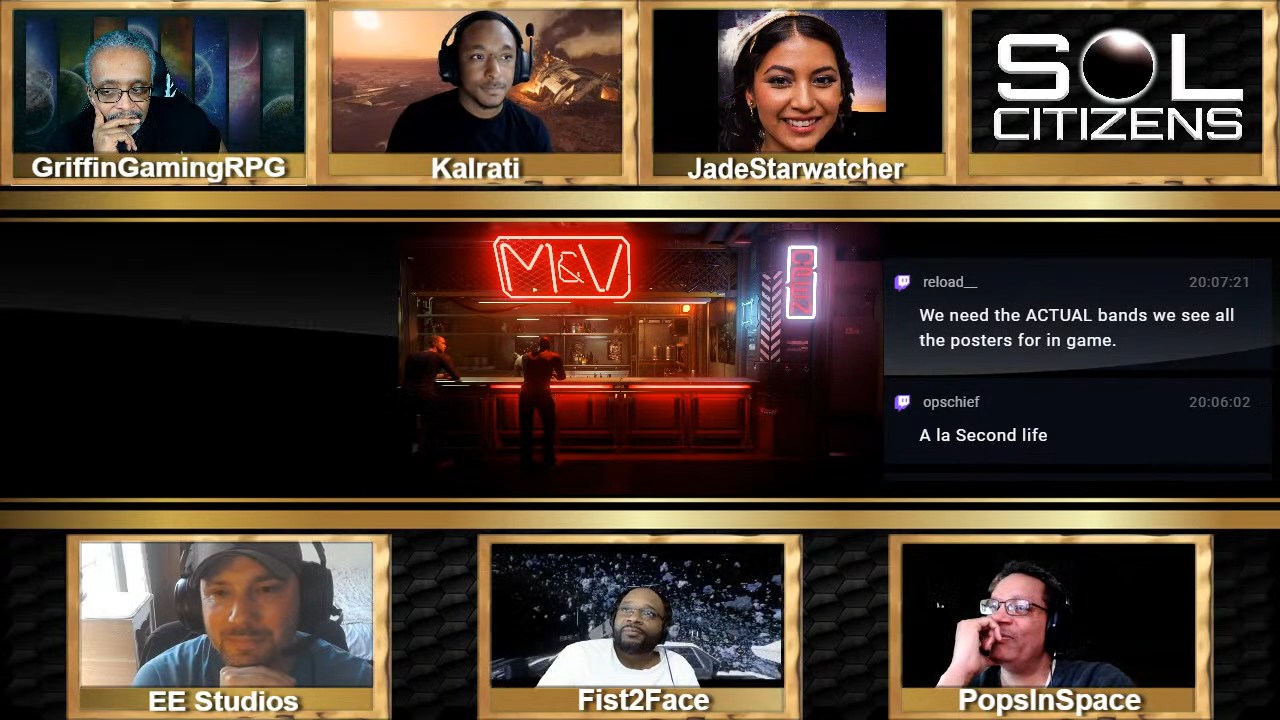 SOL
CITIZENS
GriffinGamingRPG
Kalrati
JadeStarwatcher
M&V
reload__
20:07:21
We need the ACTUAL bands we see all
the posters for in game.
opschief
20:06:02
A la Second life
EE Studios
Fist2Face
PopsInSpace